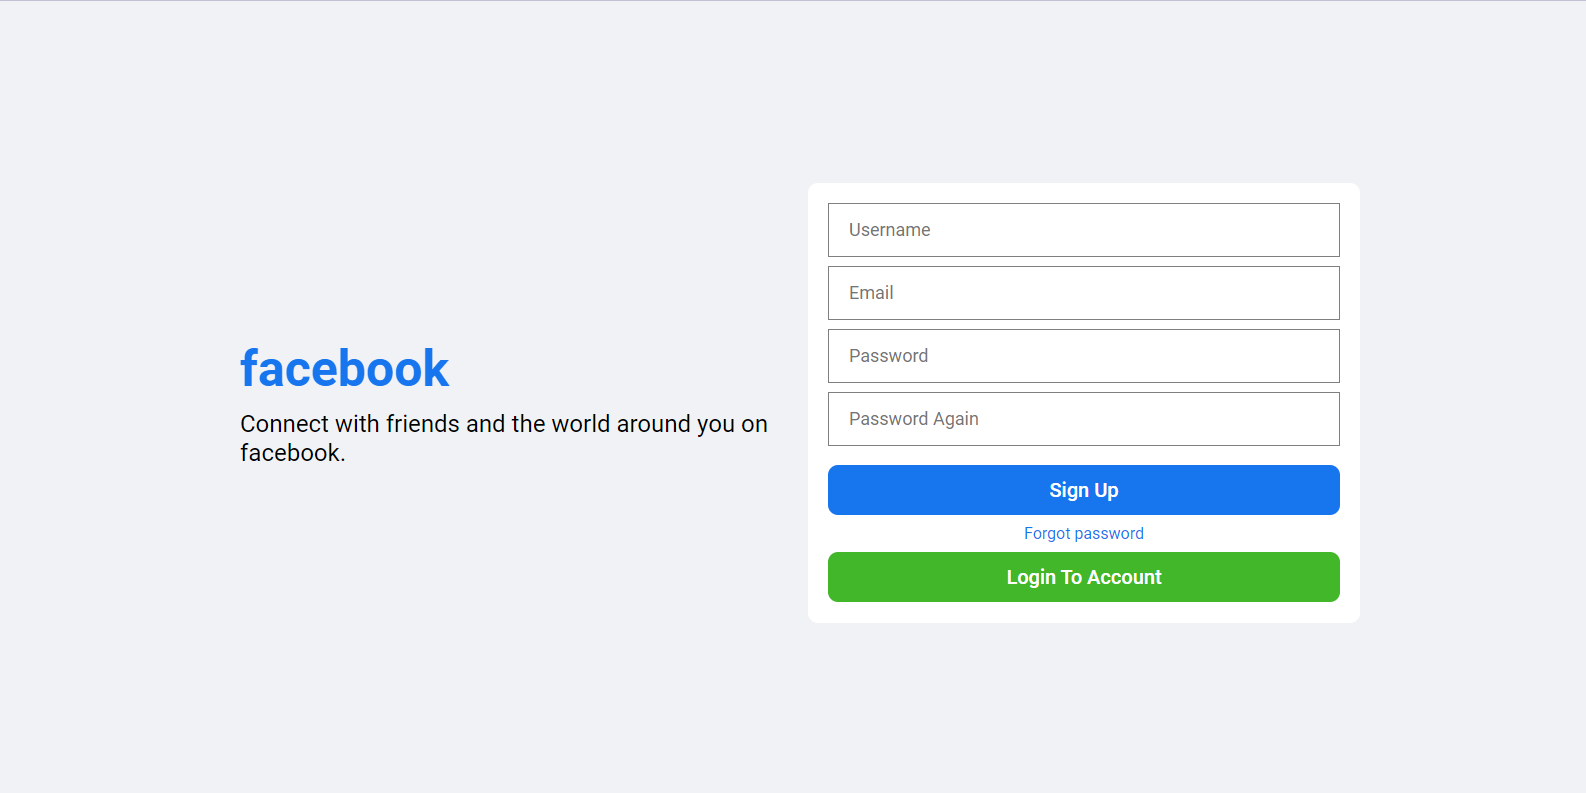 facebook
Connect with friends and the world around you on
facebook.
Username
Email
Password
Password Again
Sign Up
Forgot password
Login To Account